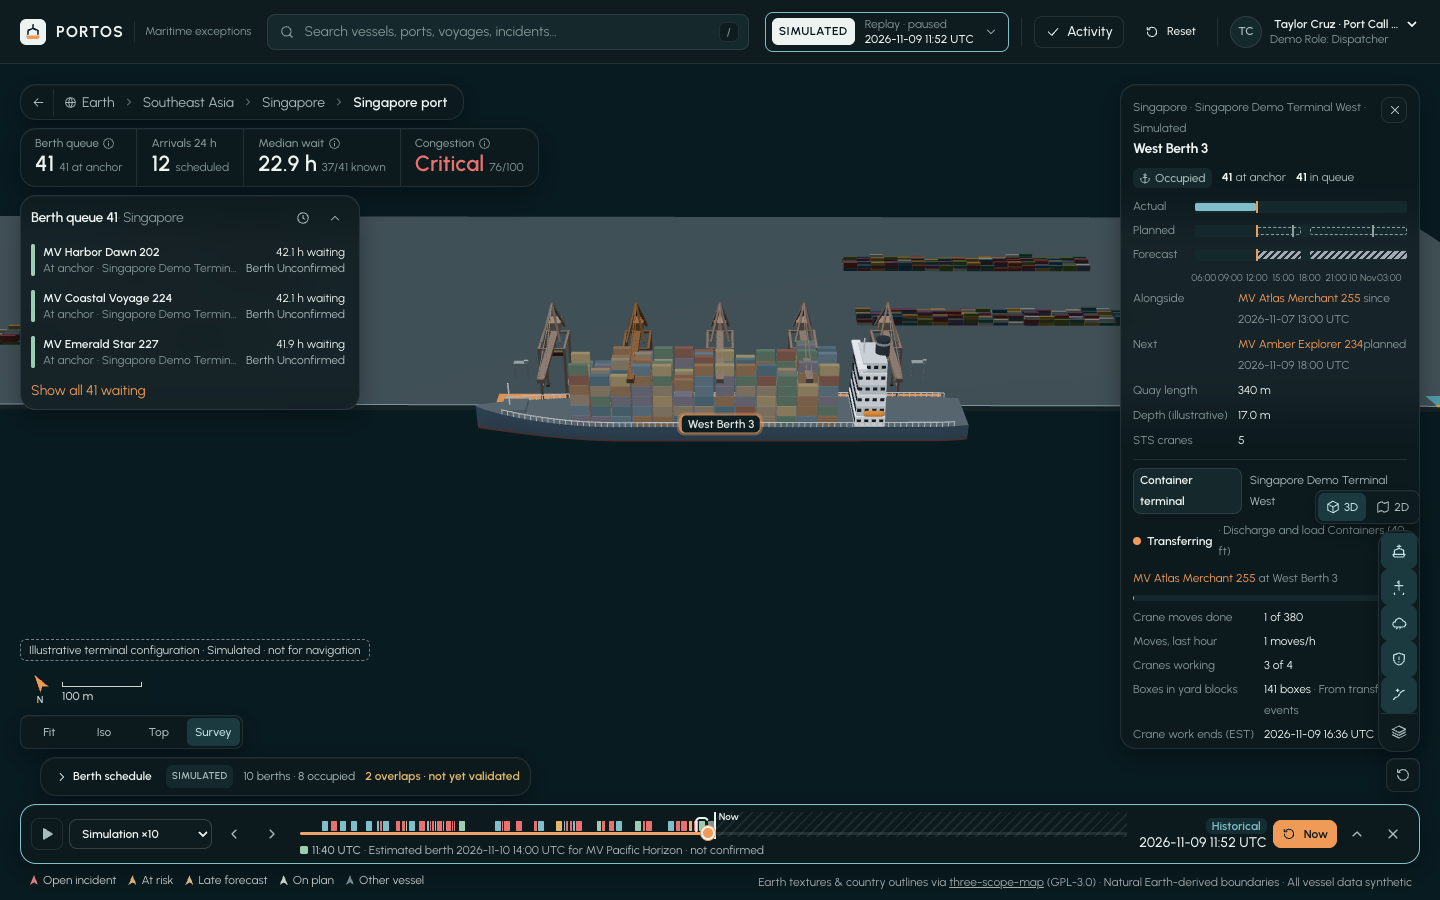 PORTOS
Maritime exceptions
Search vessels, ports, voyages, incidents...
/
SIMULATED
Replay · paused
2026-11-09 11:52 UTC
Activity
Reset
TC
Taylor Cruz · Port Call ...
Demo Role: Dispatcher
Earth
Southeast Asia
Singapore
Singapore port
Berth queue
41 41 at anchor
Arrivals 24 h
12 scheduled
Median wait
22.9 h 37/41 known
Congestion
Critical 76/100
Berth queue 41 Singapore
MV Harbor Dawn 202 42.1 h waiting
At anchor · Singapore Demo Termin... Berth Unconfirmed
MV Coastal Voyage 224 42.1 h waiting
At anchor · Singapore Demo Termin... Berth Unconfirmed
MV Emerald Star 227 41.9 h waiting
At anchor · Singapore Demo Termin... Berth Unconfirmed
Show all 41 waiting
West Berth 3
Singapore · Singapore Demo Terminal West ·
Simulated
West Berth 3
Occupied 41 at anchor 41 in queue
Actual
Planned
Forecast
06:00 09:00 12:00 15:00 18:00 21:00 10 Nov 03:00
Alongside MV Atlas Merchant 255 since
2026-11-07 13:00 UTC
Next MV Amber Explorer 234planned
2026-11-09 18:00 UTC
Quay length 340 m
Depth (illustrative) 17.0 m
STS cranes 5
Container
terminal
Singapore Demo Terminal
West
3D 2D
Transferring
· Discharge and load Containers (40
ft)
MV Atlas Merchant 255 at West Berth 3
Crane moves done 1 of 380
Moves, last hour 1 moves/h
Cranes working 3 of 4
Boxes in yard blocks 141 boxes · From transf
events
Crane work ends (EST) 2026-11-09 16:36 UTC
Illustrative terminal configuration · Simulated · not for navigation
N
100 m
Fit Iso Top Survey
Berth schedule SIMULATED 10 berths · 8 occupied 2 overlaps · not yet validated
Simulation ×10
Now
11:40 UTC · Estimated berth 2026-11-10 14:00 UTC for MV Pacific Horizon · not confirmed
Historical
2026-11-09 11:52 UTC
Now
Open incident At risk Late forecast On plan Other vessel
Earth textures & country outlines via three-scope-map (GPL-3.0) · Natural Earth-derived boundaries · All vessel data synthetic